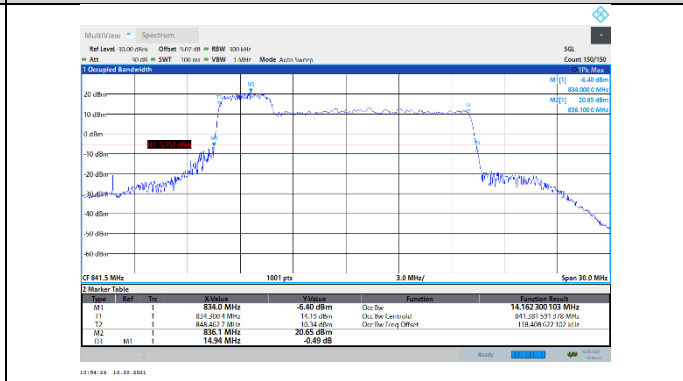 MultiView Spectrum
Ref Level 30.00 dBm Offset 9.07 dB RBW 300 kHz SGL
Att 30 dB SWT 100 ms VBW 1 MHz Mode Auto Sweep Count 150/150
1 Occupied Bandwidth 1Pk Max
M1[1] -6.40 dBm
834.000 0 MHz
M2[1] 20.65 dBm
836.100 0 MHz
M2
20 dBm
10 dBm
0 dBm
-10 dBm
-20 dBm
-30 dBm
-40 dBm
-50 dBm
-60 dBm
CF 841.5 MHz 1001 pts 3.0 MHz/ Span 30.0 MHz
2 Marker Table
Type Ref Trc X-Value Y-Value Function Function Result
M1 1 834.0 MHz -6.40 dBm Occ Bw 14.162 300 103 MHz
T1 1 834.300 4 MHz 14.19 dBm Occ Bw Centroid 841.381 591 378 MHz
T2 1 848.462 7 MHz 10.34 dBm Occ Bw Freq Offset -118.408 622 102 kHz
M2 1 836.1 MHz 20.65 dBm
D3 M1 1 14.94 MHz -0.49 dB
Ready
10:54:26 16.09.2021